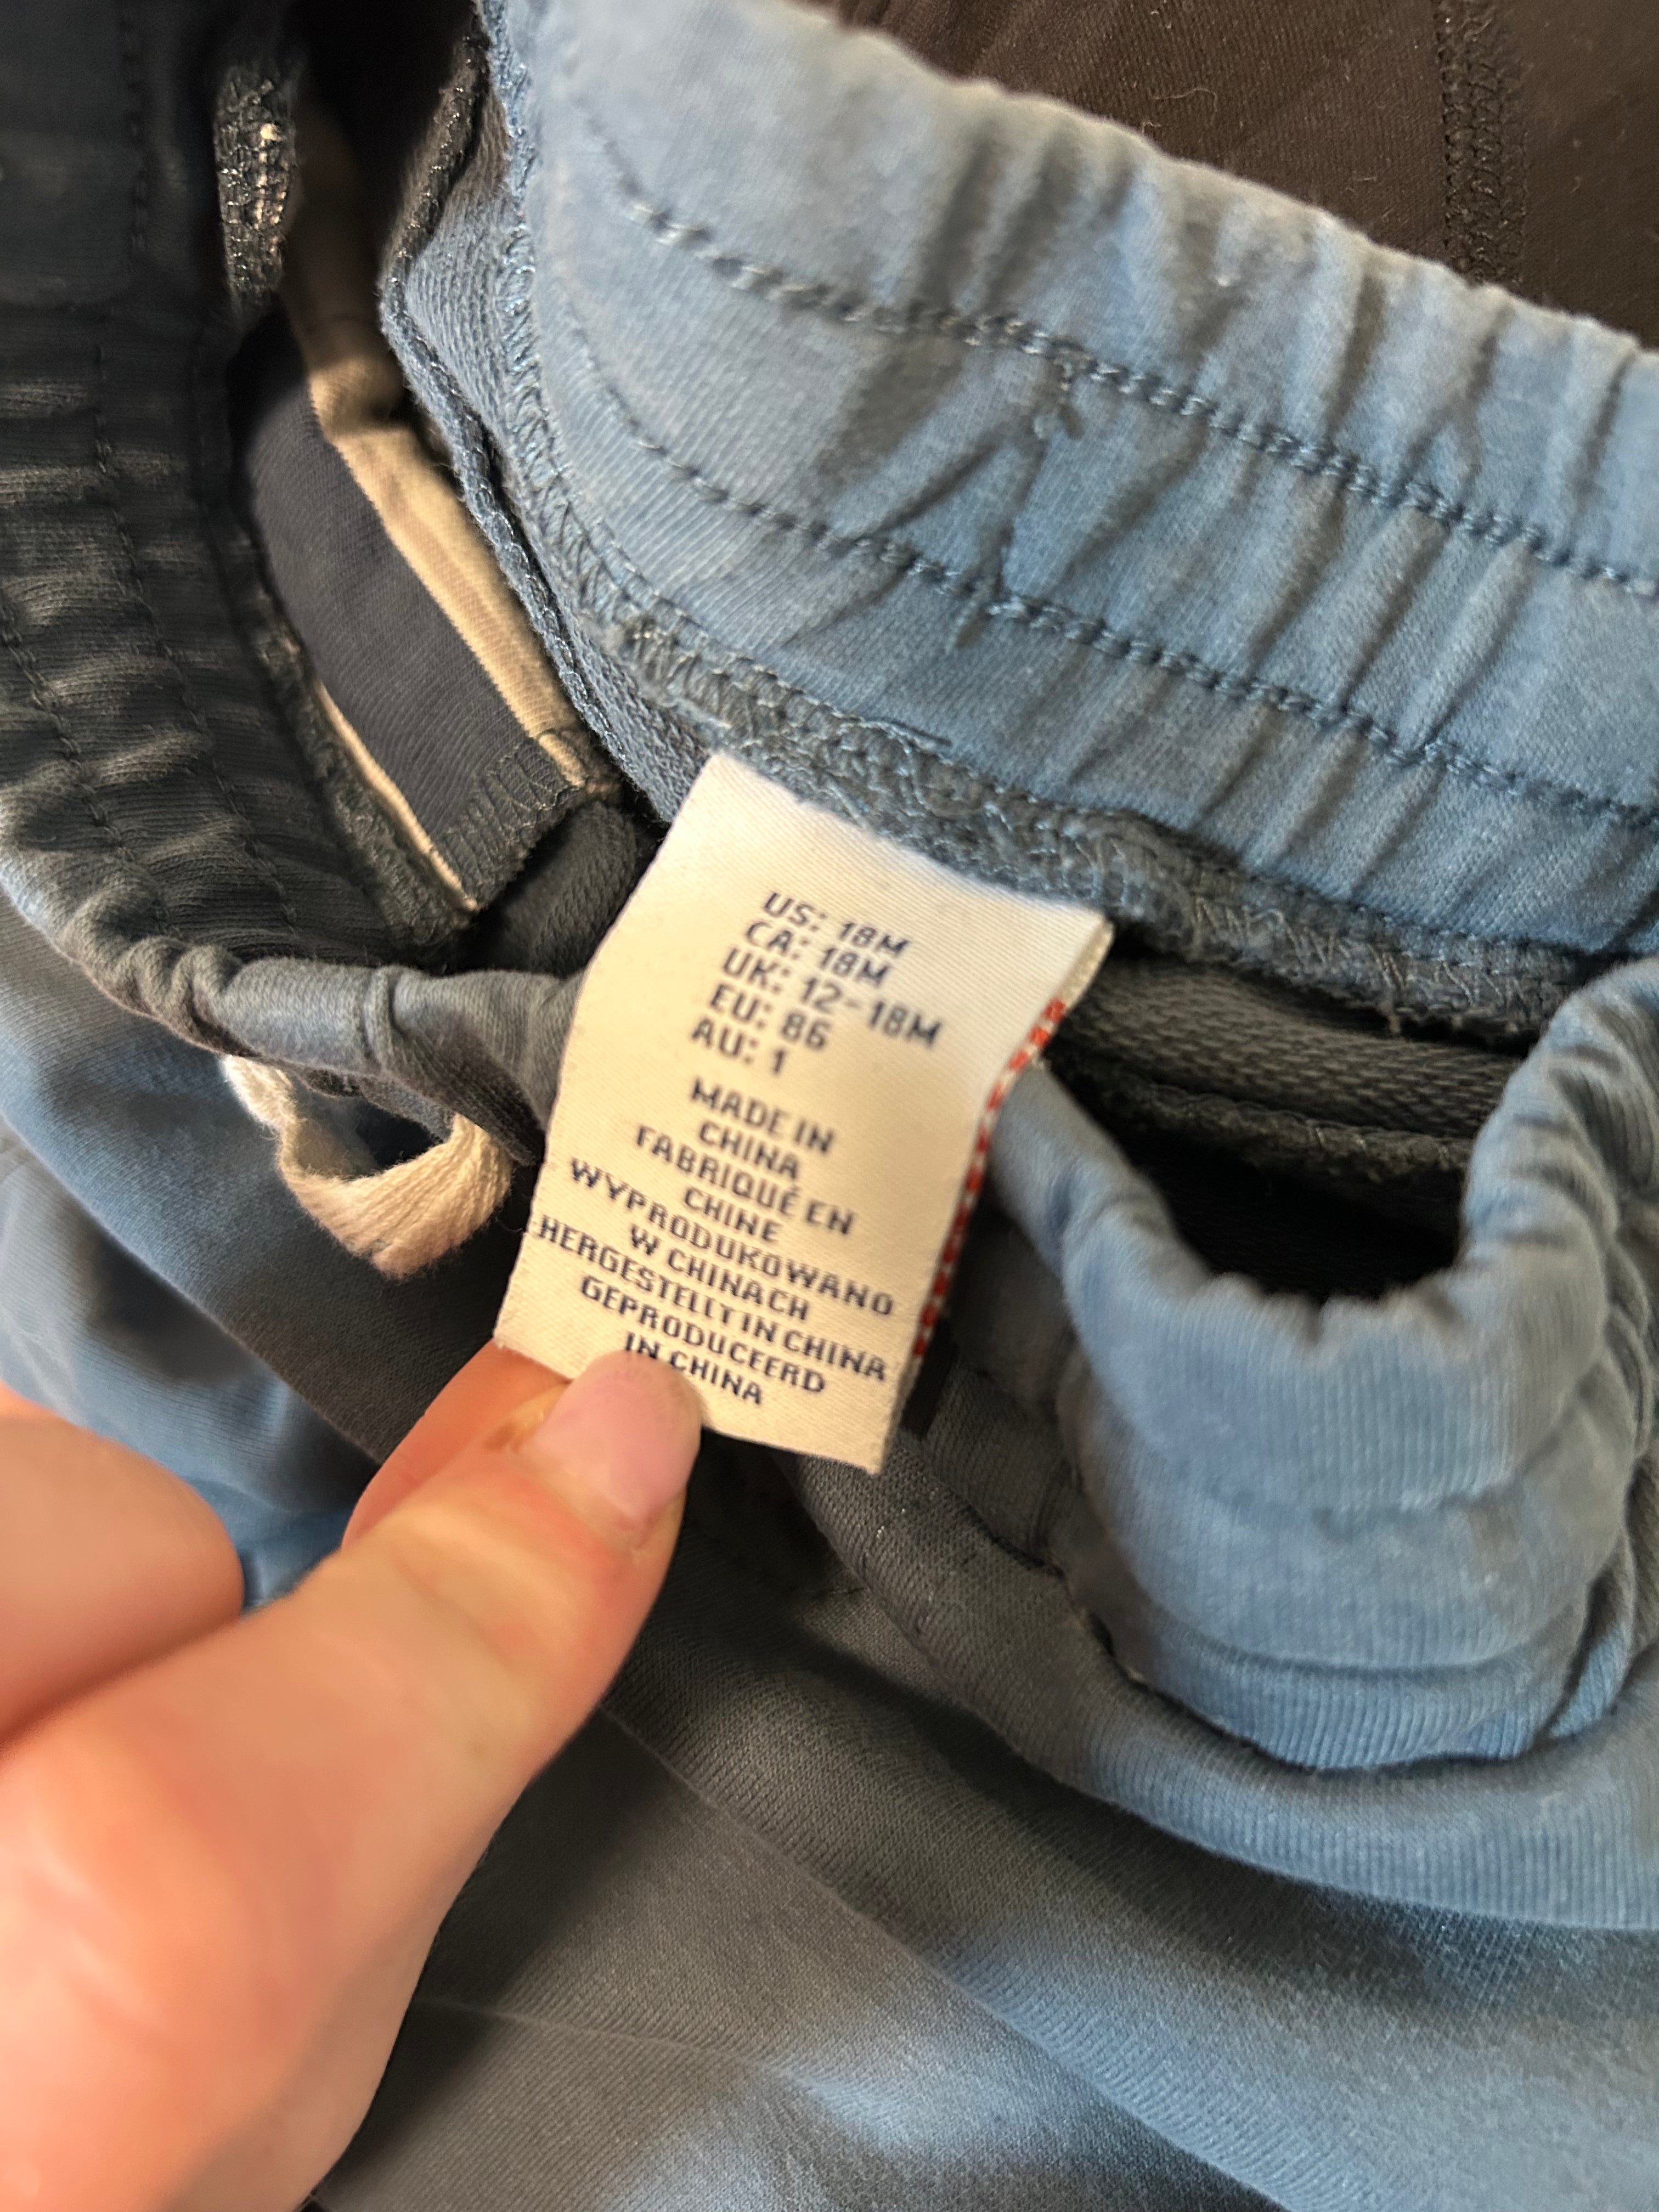 US: 18M
CA: 18M
UK: 12-18M
EU: 86
AU: 1
MADE IN
CHINA
FABRIQUÉ EN
CHINE
WYPRODUKOWANO
W CHINACH
HERGESTELLT IN CHINA
GEPRODUCEERD
IN CHINA